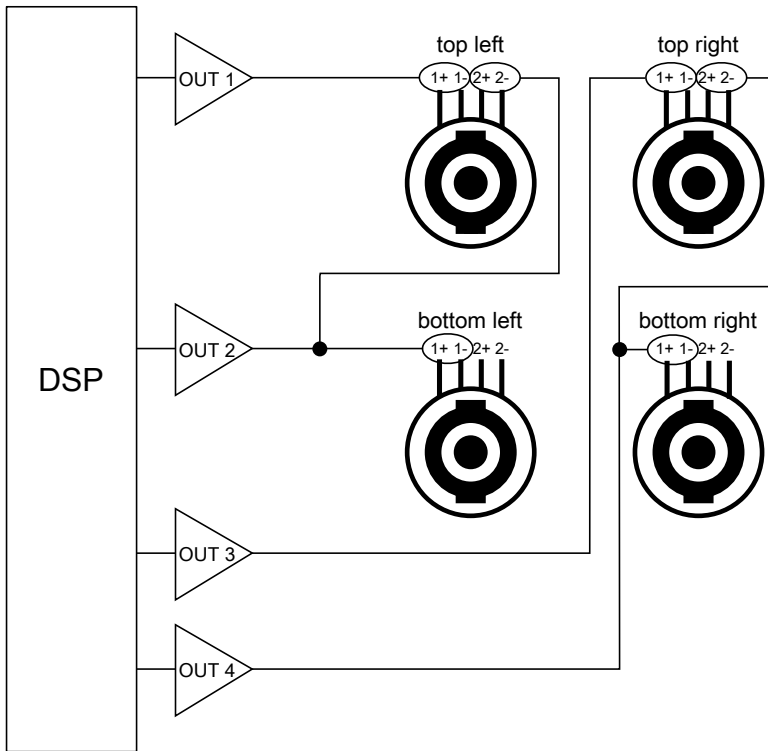 top left
top right
OUT 1
1+ 1- 2+ 2-
1+ 1- 2+ 2-
bottom left
bottom right
OUT 2
1+ 1- 2+ 2-
1+ 1- 2+ 2-
DSP
OUT 3
OUT 4